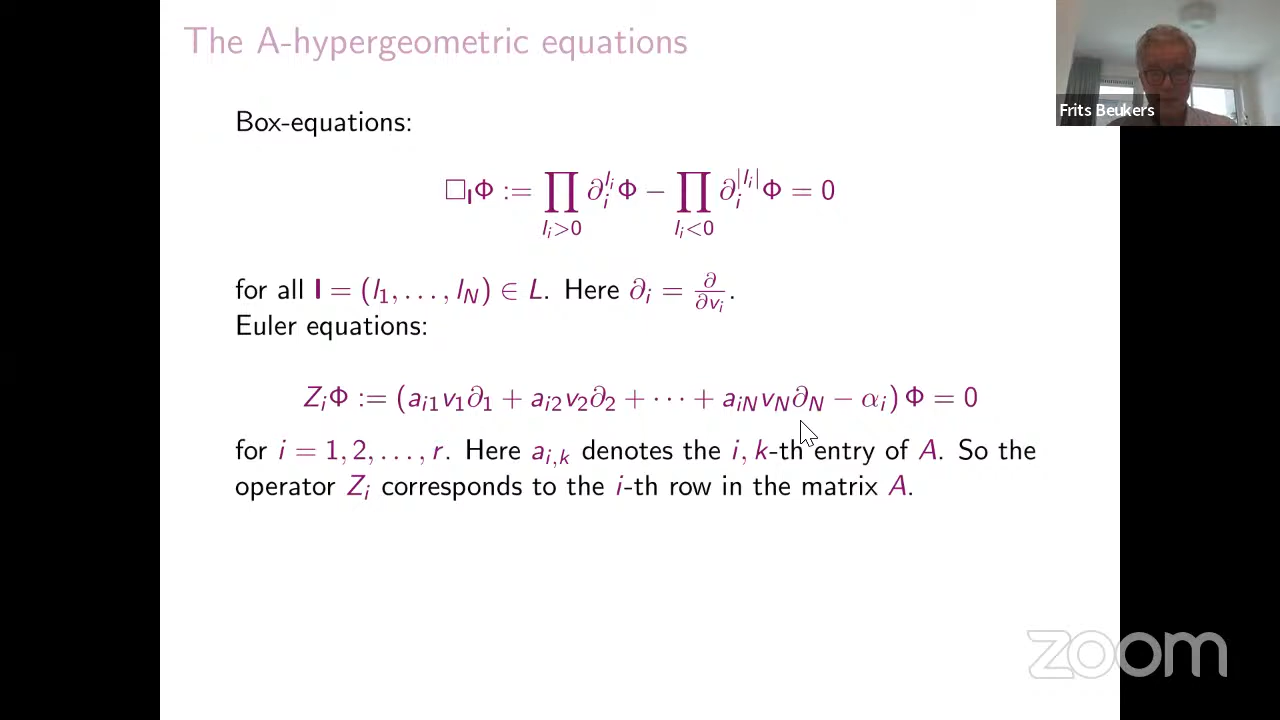 The A-hypergeometric equations
Frits Beukers
Box-equations:
□_𝐥Φ := ∏_{l_i>0} ∂_i^{l_i}Φ − ∏_{l_i<0} ∂_i^{|l_i|}Φ = 0
for all 𝐥 = (l_1, . . . , l_N) ∈ L. Here ∂_i = ∂/∂v_i.
Euler equations:
Z_iΦ := (a_{i1}v_1∂_1 + a_{i2}v_2∂_2 + · · · + a_{iN}v_N∂_N − α_i) Φ = 0
for i = 1, 2, . . . , r. Here a_{i,k} denotes the i, k-th entry of A. So the
operator Z_i corresponds to the i-th row in the matrix A.
zoom